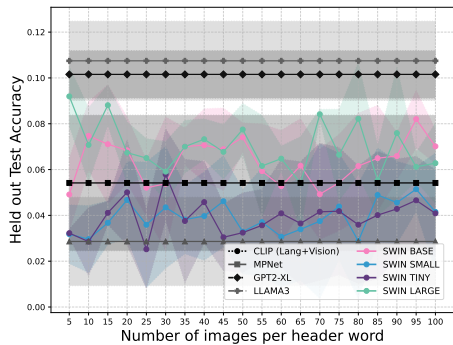 0.12
0.10
0.08
0.06
0.04
0.02
0.00
Held out Test Accuracy
CLIP (Lang+Vision)
MPNet
GPT2-XL
LLAMA3
SWIN BASE
SWIN SMALL
SWIN TINY
SWIN LARGE
5 10 15 20 25 30 35 40 45 50 55 60 65 70 75 80 85 90 95 100
Number of images per header word